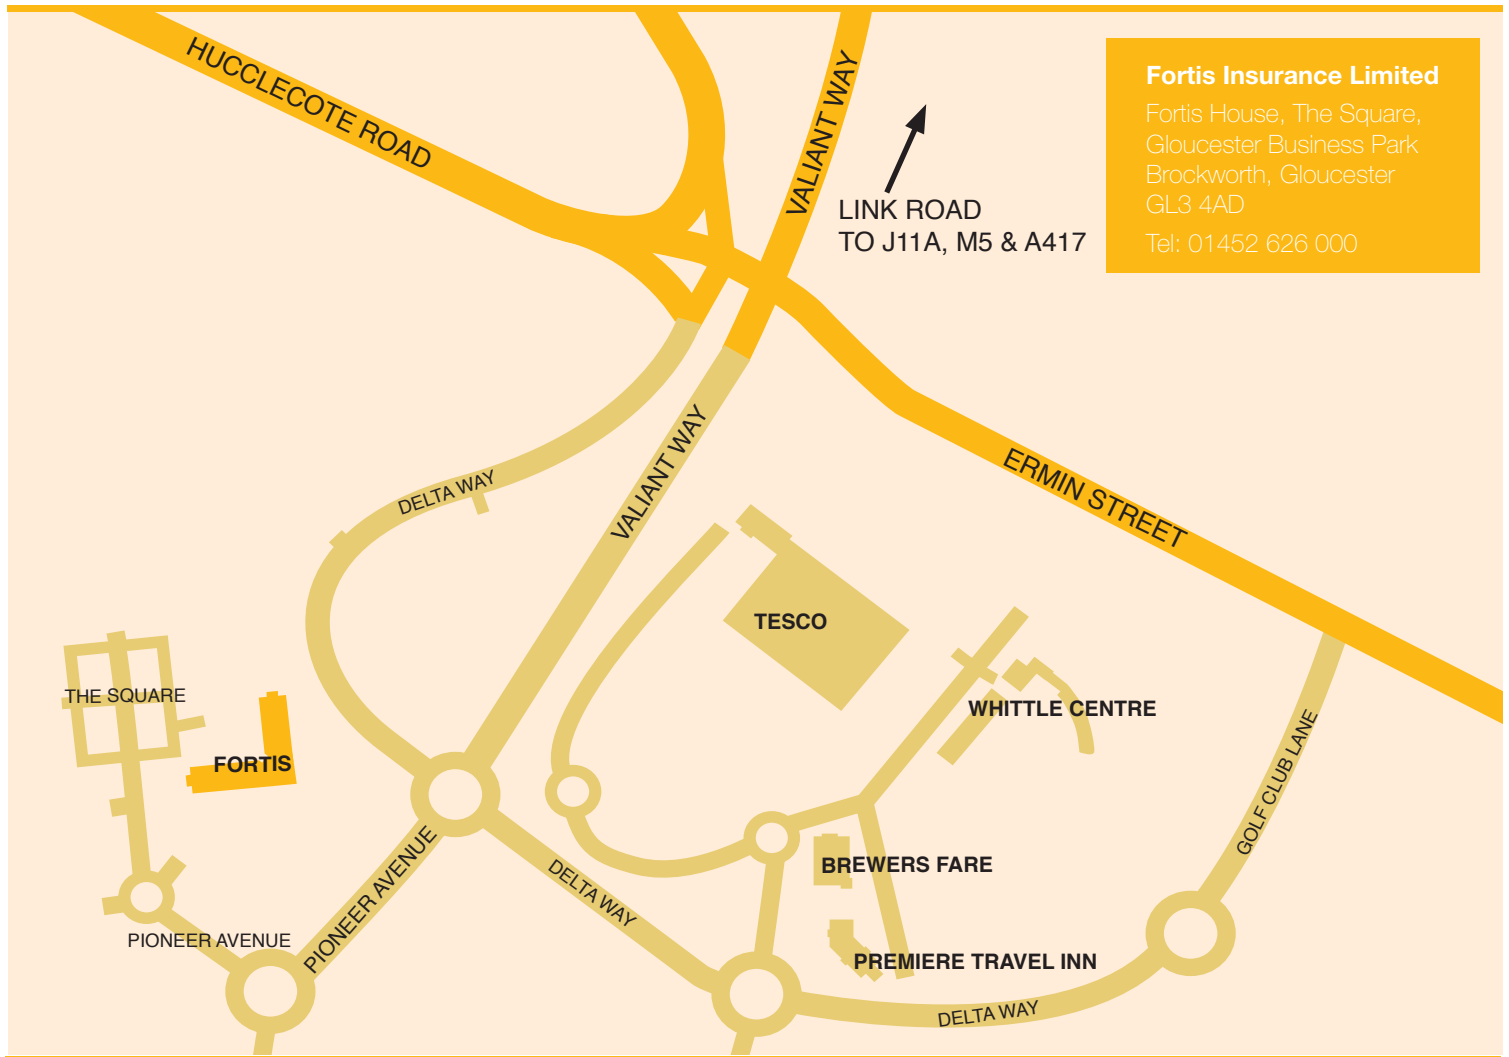 HUCCLECOTE ROAD
VALIANT WAY
Fortis Insurance Limited
Fortis House, The Square,
Gloucester Business Park
Brockworth, Gloucester
GL3 4AD
Tel: 01452 626 000
LINK ROAD
TO J11A, M5 & A417
VALIANT WAY
ERMIN STREET
DELTA WAY
TESCO
THE SQUARE
WHITTLE CENTRE
FORTIS
GOLF CLUB LANE
BREWERS FARE
PIONEER AVENUE
DELTA WAY
PIONEER AVENUE
PREMIERE TRAVEL INN
DELTA WAY